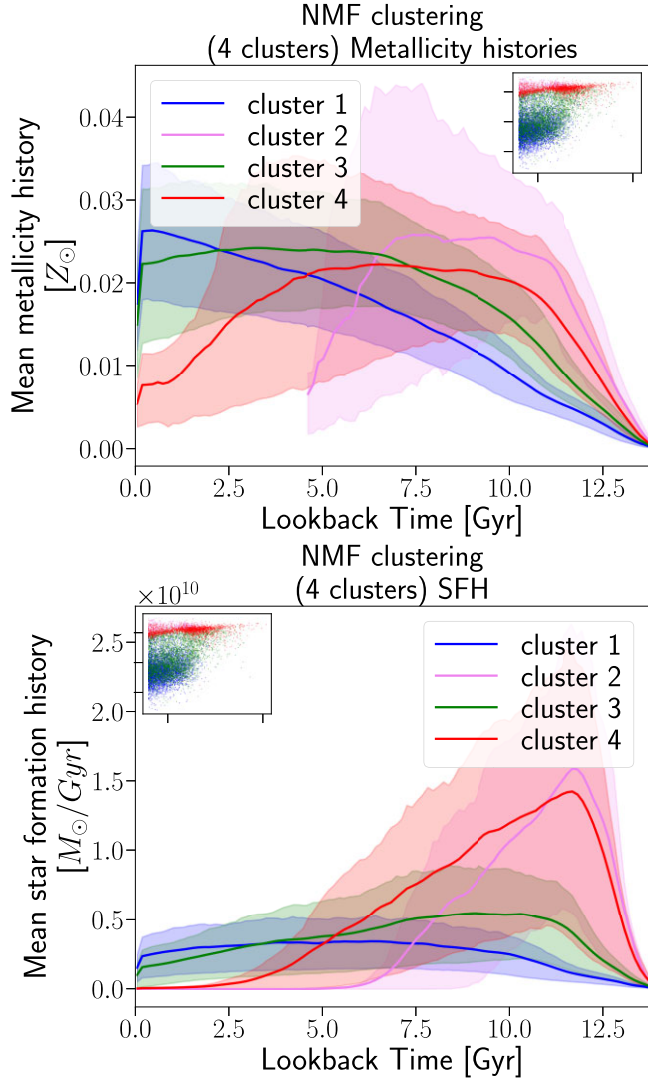 NMF clustering
(4 clusters) Metallicity histories
Mean metallicity history
[Z⊙]
0.04
0.03
0.02
0.01
0.00
cluster 1
cluster 2
cluster 3
cluster 4
0.0 2.5 5.0 7.5 10.0 12.5
Lookback Time [Gyr]
NMF clustering
(4 clusters) SFH
×10¹⁰
Mean star formation history
[M⊙/Gyr]
2.5
2.0
1.5
1.0
0.5
0.0
cluster 1
cluster 2
cluster 3
cluster 4
0.0 2.5 5.0 7.5 10.0 12.5
Lookback Time [Gyr]